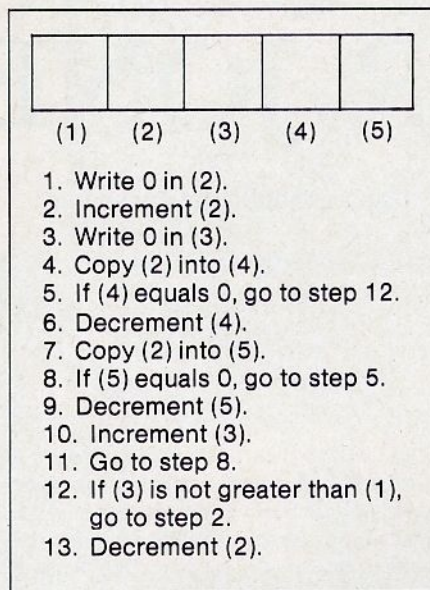 (1) (2) (3) (4) (5)
1. Write 0 in (2).
2. Increment (2).
3. Write 0 in (3).
4. Copy (2) into (4).
5. If (4) equals 0, go to step 12.
6. Decrement (4).
7. Copy (2) into (5).
8. If (5) equals 0, go to step 5.
9. Decrement (5).
10. Increment (3).
11. Go to step 8.
12. If (3) is not greater than (1),
go to step 2.
13. Decrement (2).